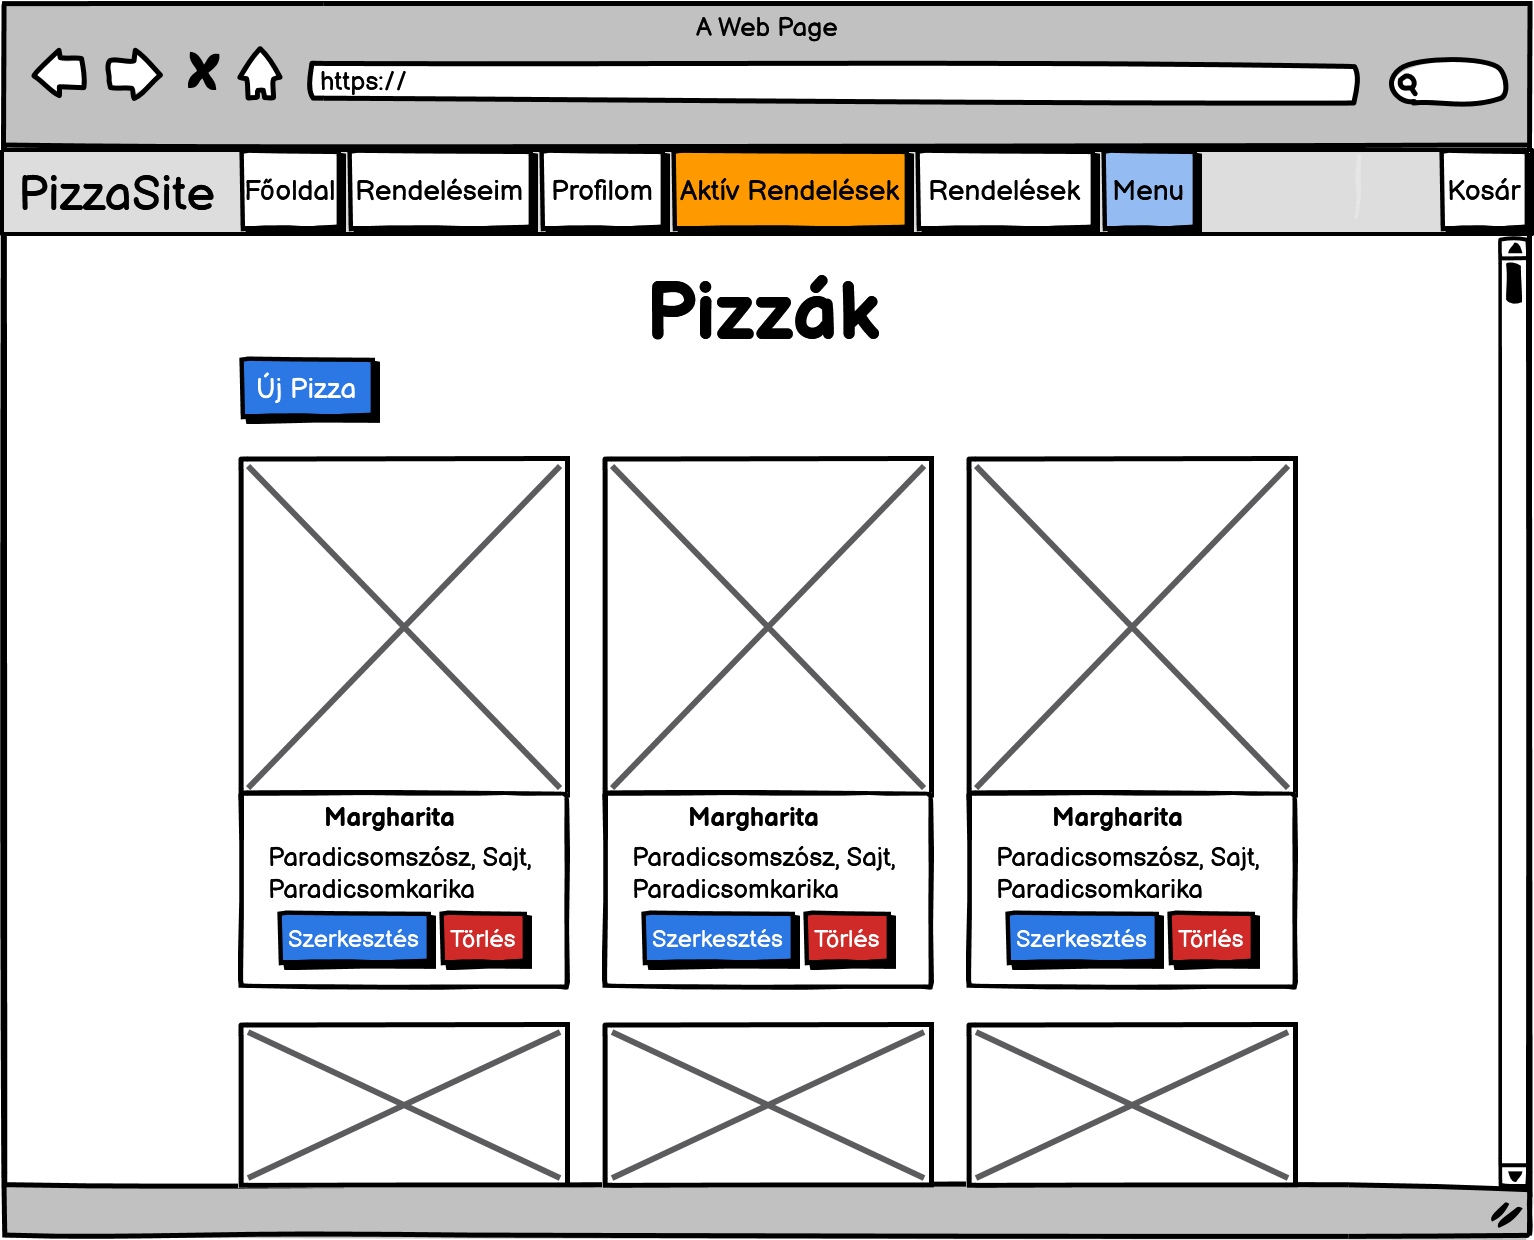 A Web Page
https://
PizzaSite
Főoldal
Rendeléseim
Profilom
Aktív Rendelések
Rendelések
Menu
Kosár
Pizzák
Új Pizza
Margharita
Paradicsomszósz, Sajt,
Paradicsomkarika
Szerkesztés
Törlés
Margharita
Paradicsomszósz, Sajt,
Paradicsomkarika
Szerkesztés
Törlés
Margharita
Paradicsomszósz, Sajt,
Paradicsomkarika
Szerkesztés
Törlés